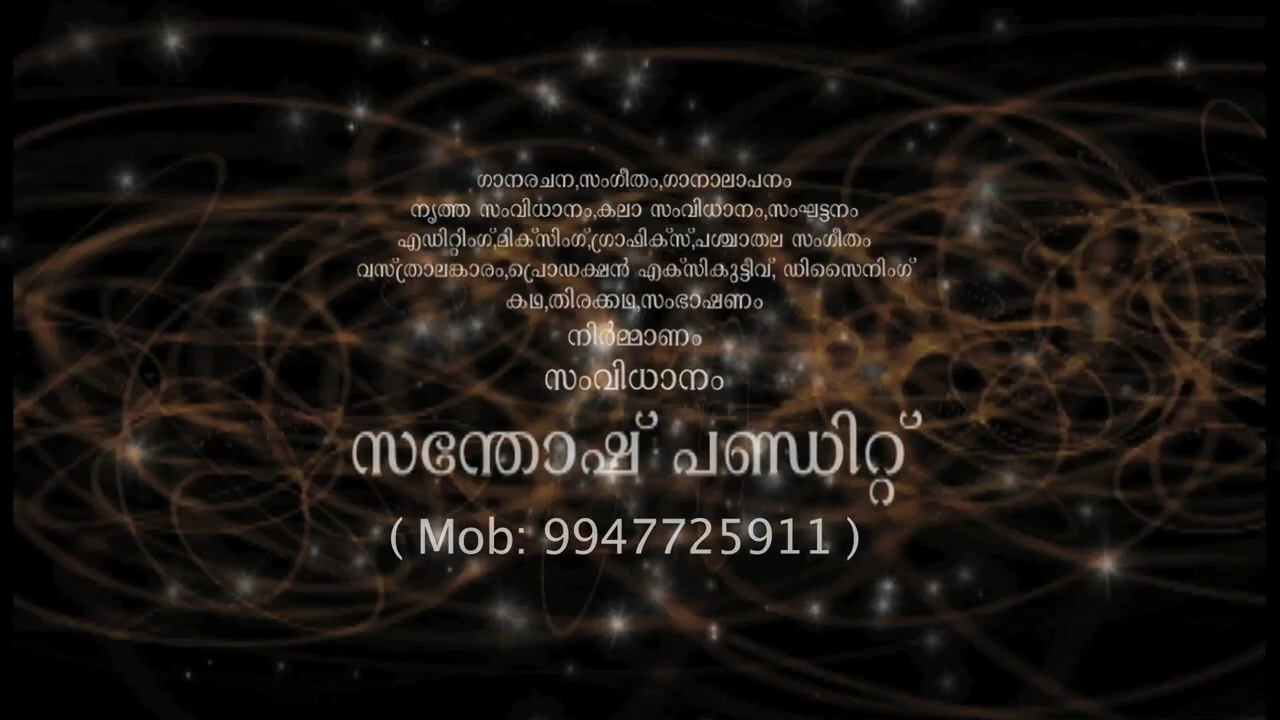 ഗാനരചന,സംഗീതം,ഗാനാലാപനം
നൃത്ത സംവിധാനം,കലാ സംവിധാനം,സംഘട്ടനം
എഡിറ്റിംഗ്,മിക്സിംഗ്,ഗ്രാഫിക്സ്,പശ്ചാതല സംഗീതം
വസ്ത്രാലങ്കാരം,പ്രൊഡക്ഷൻ എക്സികുട്ടീവ്, ഡിസൈനിംഗ്
കഥ,തിരക്കഥ,സംഭാഷണം
നിർമ്മാണം
സംവിധാനം
സന്തോഷ് പണ്ഡിറ്റ്
( Mob: 9947725911 )